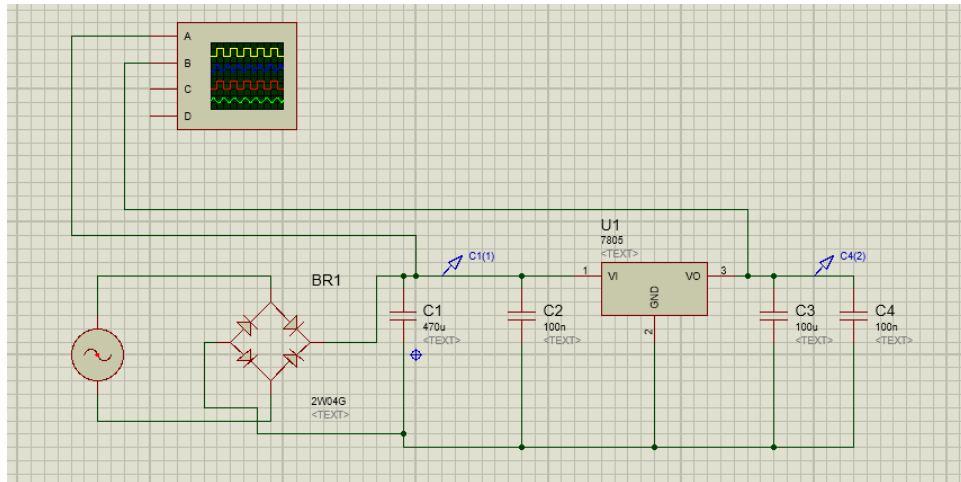 A
B
C
D
U1
7805
<TEXT>
C1(1)
C4(2)
1
VI
VO
3
GND
2
BR1
2W04G
<TEXT>
C1
470u
<TEXT>
C2
100n
<TEXT>
C3
100u
<TEXT>
C4
100n
<TEXT>